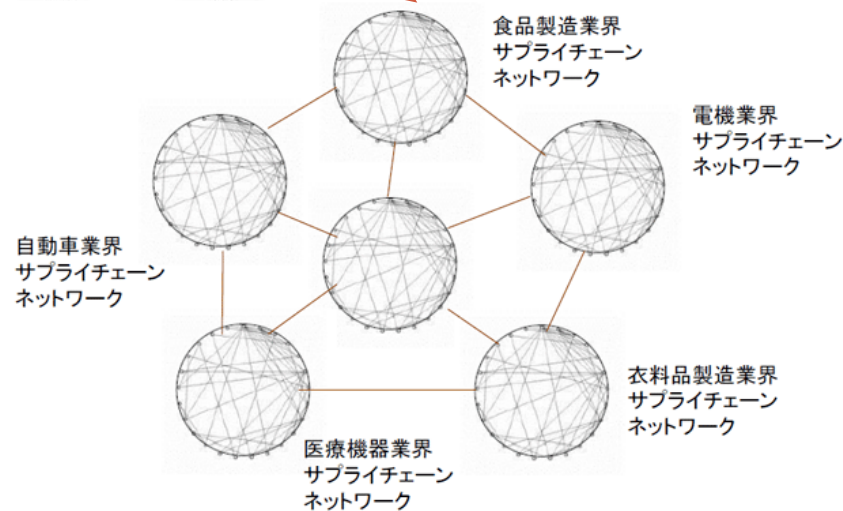 食品製造業界
サプライチェーン
ネットワーク
電機業界
サプライチェーン
ネットワーク
自動車業界
サプライチェーン
ネットワーク
衣料品製造業界
サプライチェーン
ネットワーク
医療機器業界
サプライチェーン
ネットワーク